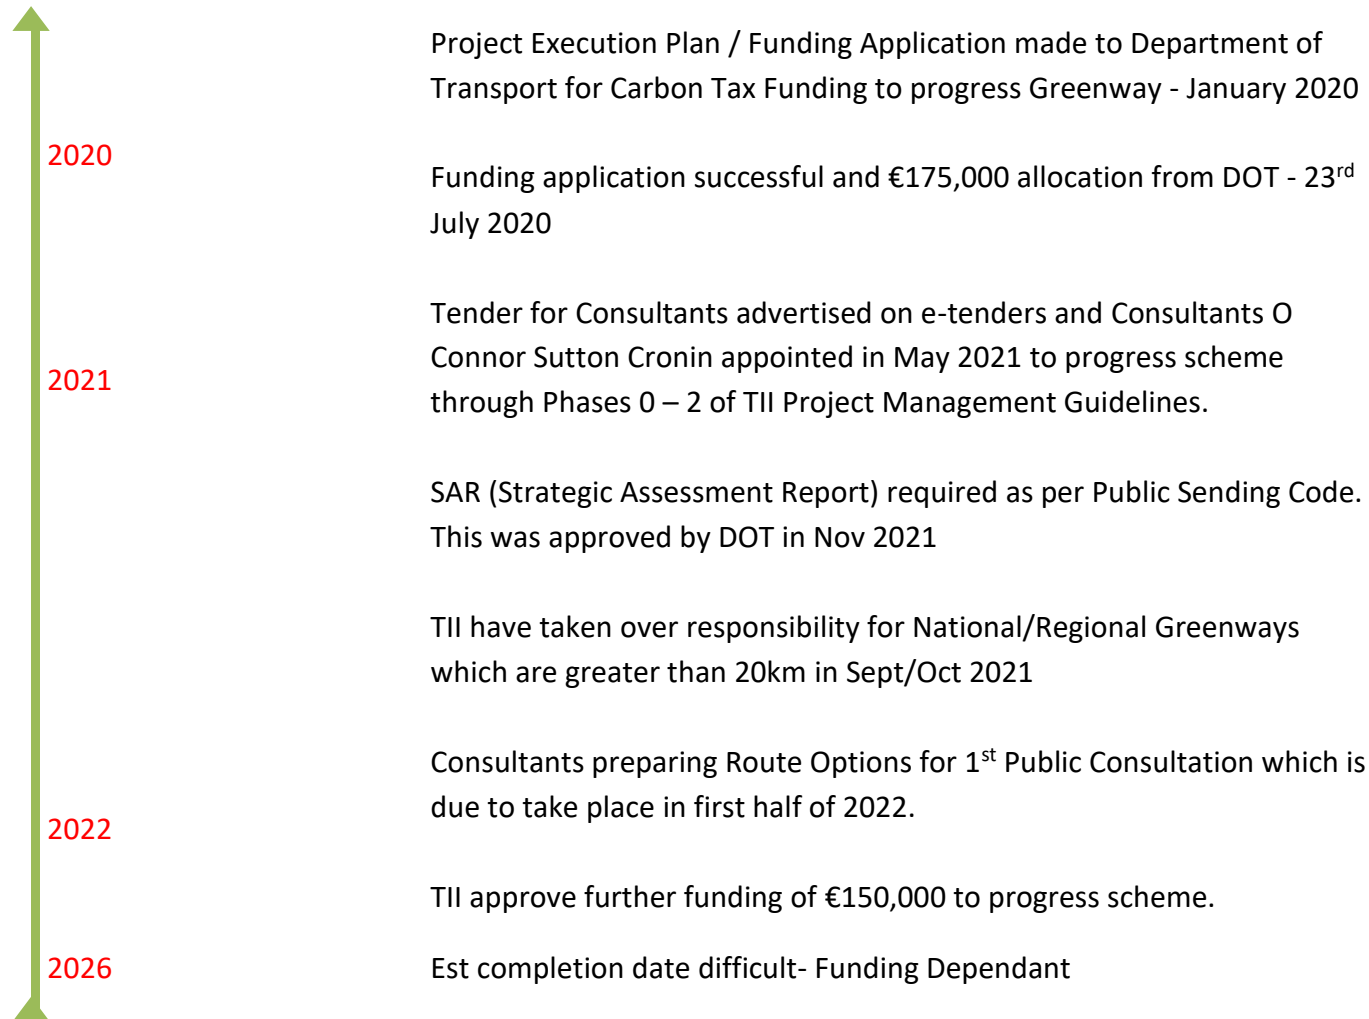 Project Execution Plan / Funding Application made to Department of
Transport for Carbon Tax Funding to progress Greenway - January 2020
2020
Funding application successful and €175,000 allocation from DOT - 23rd
July 2020
Tender for Consultants advertised on e-tenders and Consultants O
Connor Sutton Cronin appointed in May 2021 to progress scheme
2021
through Phases 0 – 2 of TII Project Management Guidelines.
SAR (Strategic Assessment Report) required as per Public Sending Code.
This was approved by DOT in Nov 2021
TII have taken over responsibility for National/Regional Greenways
which are greater than 20km in Sept/Oct 2021
Consultants preparing Route Options for 1st Public Consultation which is
due to take place in first half of 2022.
2022
TII approve further funding of €150,000 to progress scheme.
2026
Est completion date difficult- Funding Dependant